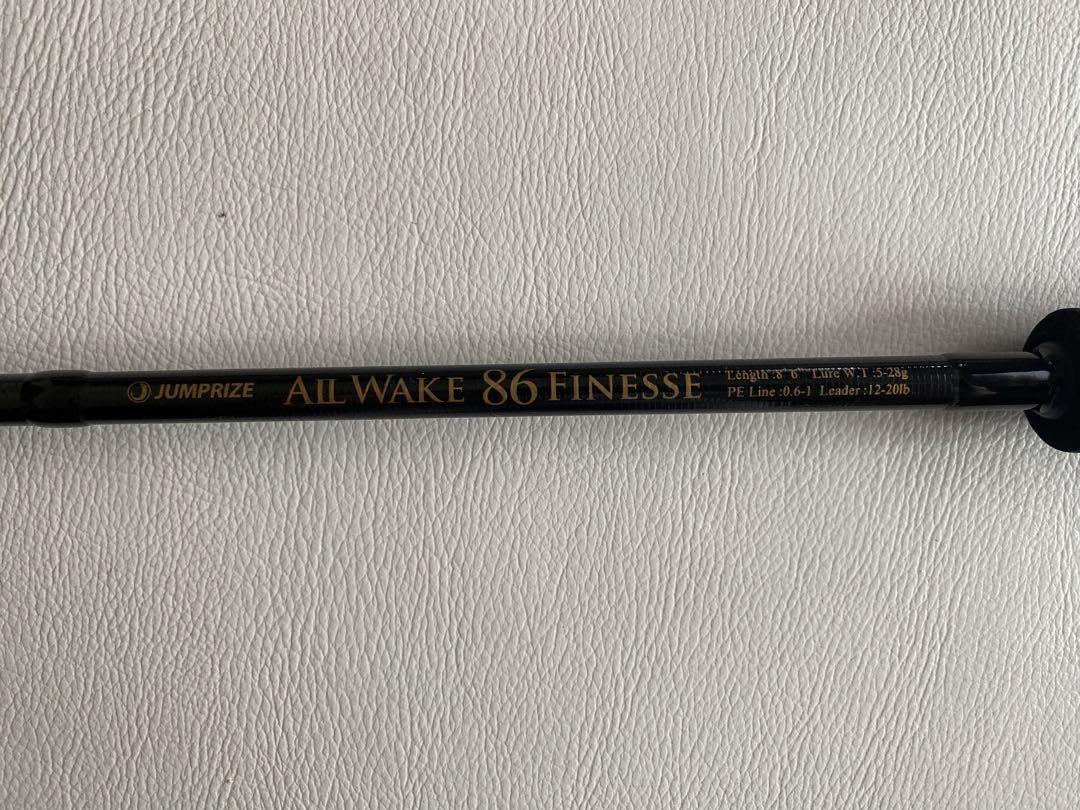 JUMPRIZE ALL WAKE 86 FINESSE
Length :8' 6" Lure W.T :5-28g
PE Line :0.6-1 Leader :12-20lb